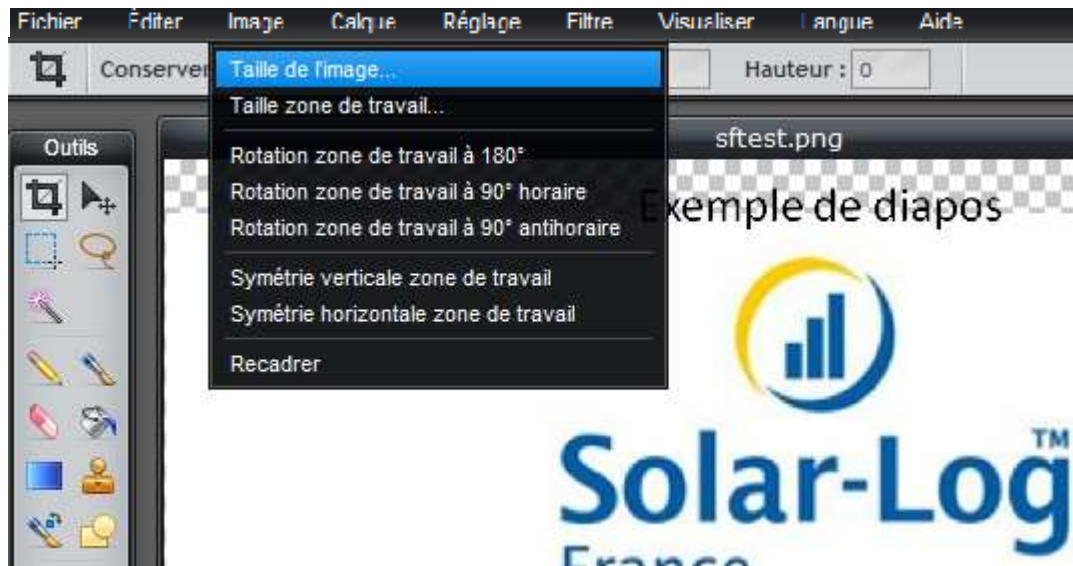 Fichier Éditer Image Calque Réglage Filtre Visualiser Langue Aide
Conserver Hauteur : 0
Taille de l'image...
Taille zone de travail...
Rotation zone de travail à 180°
Rotation zone de travail à 90° horaire
Rotation zone de travail à 90° antihoraire
Symétrie verticale zone de travail
Symétrie horizontale zone de travail
Recadrer
Outils
sftest.png
Exemple de diapos
Solar-Log™
France